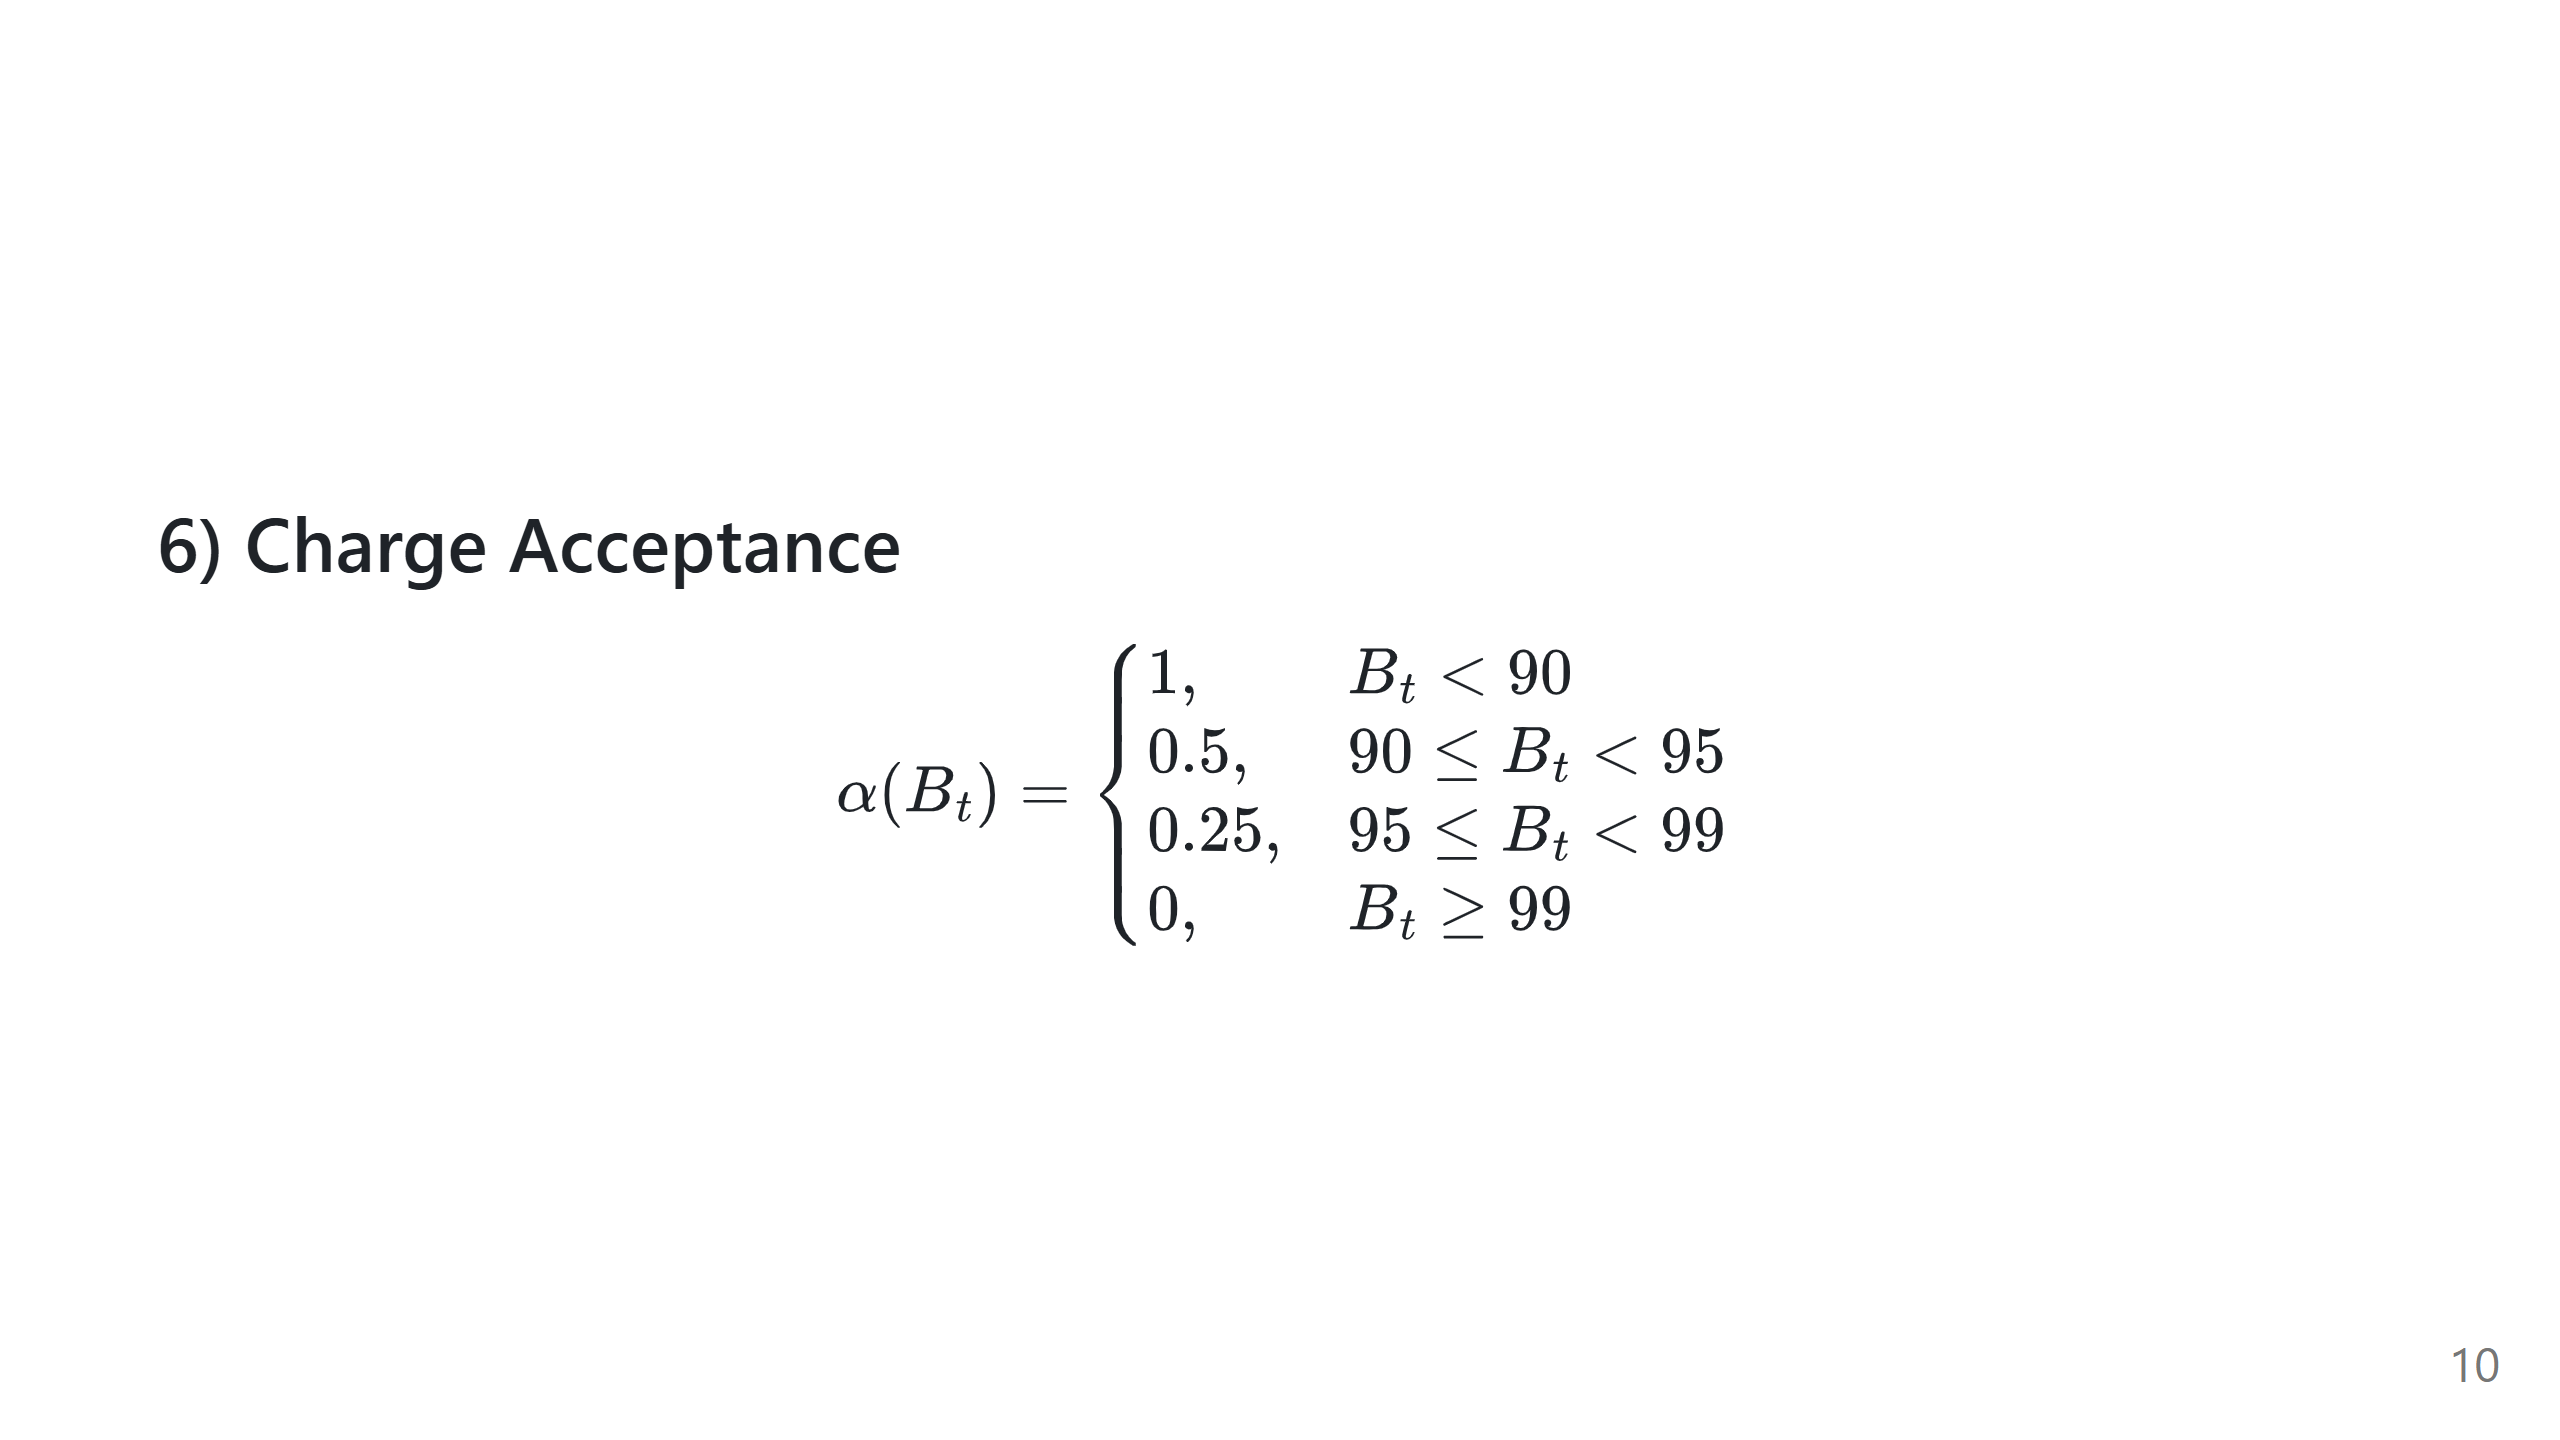 6) Charge Acceptance
α(B_t) = { 1, B_t < 90
0.5, 90 ≤ B_t < 95
0.25, 95 ≤ B_t < 99
0, B_t ≥ 99
10